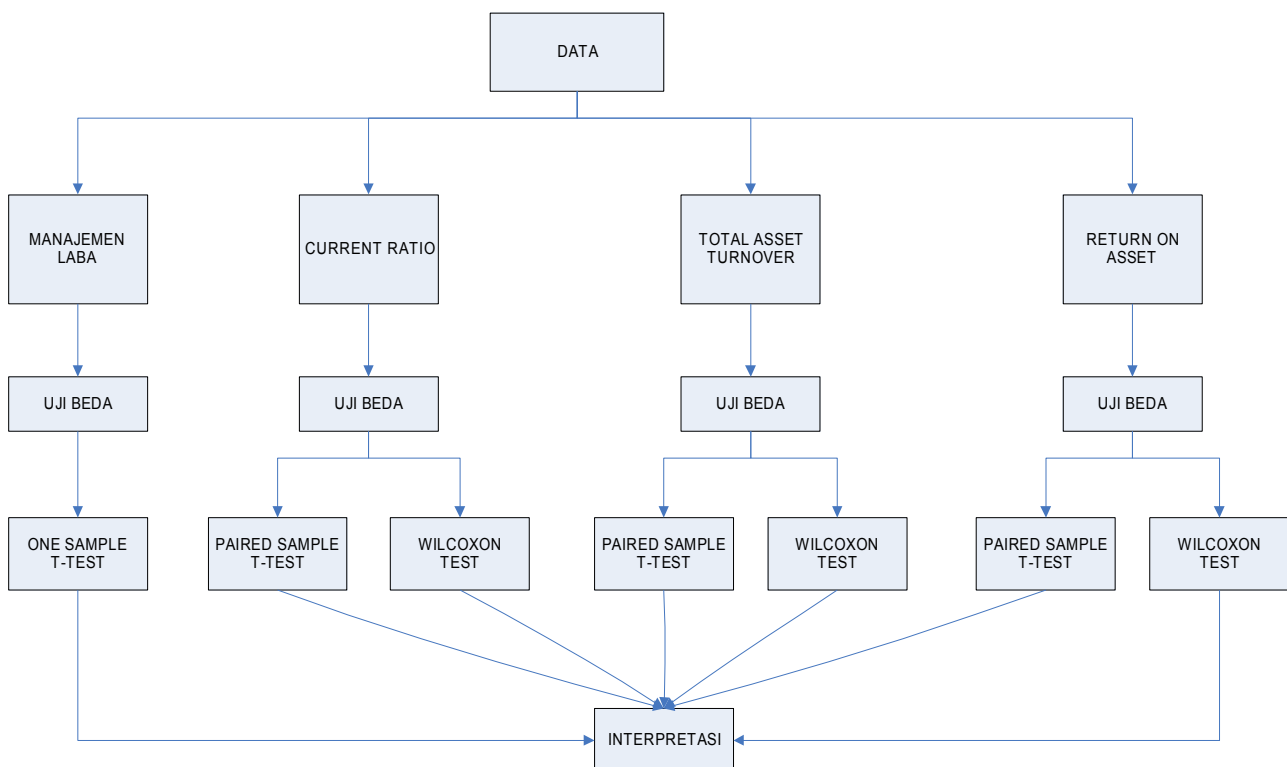 DATA
MANAJEMEN
LABA
CURRENT RATIO
TOTAL ASSET
TURNOVER
RETURN ON
ASSET
UJI BEDA
UJI BEDA
UJI BEDA
UJI BEDA
ONE SAMPLE
T-TEST
PAIRED SAMPLE
T-TEST
WILCOXON
TEST
PAIRED SAMPLE
T-TEST
WILCOXON
TEST
PAIRED SAMPLE
T-TEST
WILCOXON
TEST
INTERPRETASI